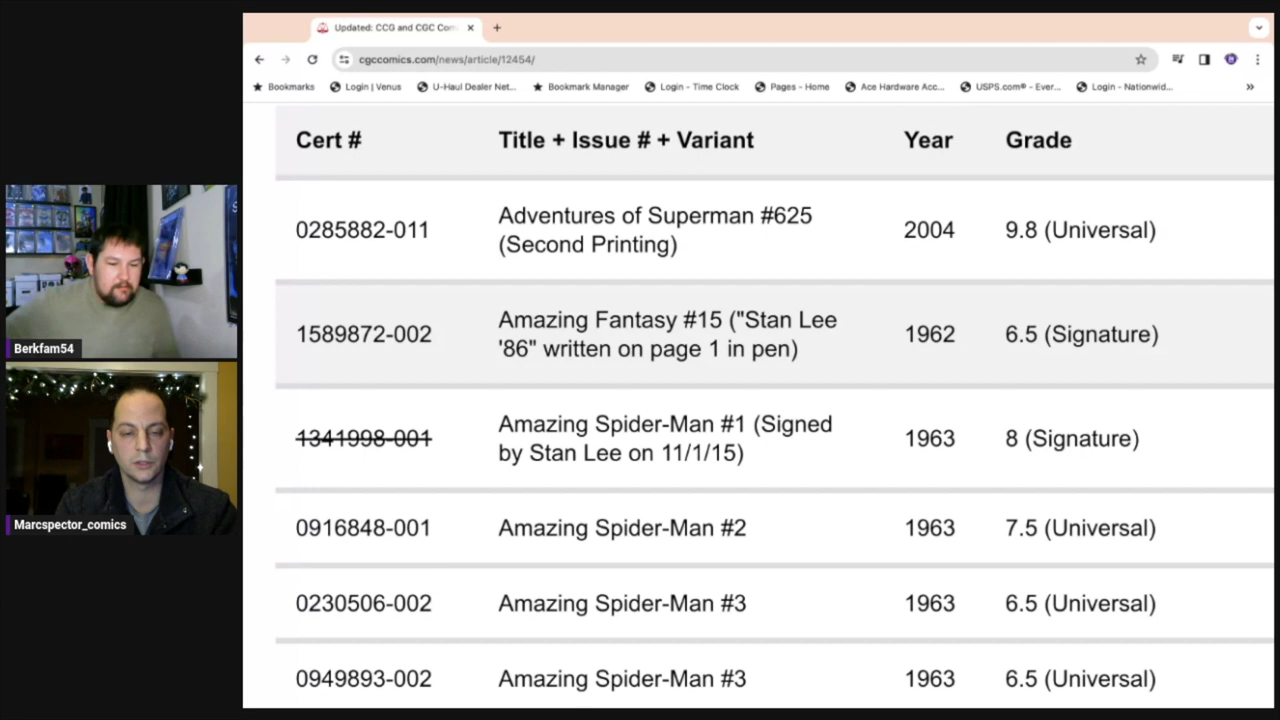 Updated: CCG and CGC Com
cgccomics.com/news/article/12454/
Bookmarks
Login | Venus
U-Haul Dealer Net...
Bookmark Manager
Login - Time Clock
Pages - Home
Ace Hardware Acc...
USPS.com® - Ever...
Login - Nationwid...
Cert # Title + Issue # + Variant Year Grade
0285882-011 Adventures of Superman #625 2004 9.8 (Universal)
(Second Printing)
1589872-002 Amazing Fantasy #15 ("Stan Lee 1962 6.5 (Signature)
'86" written on page 1 in pen)
1341998-001 Amazing Spider-Man #1 (Signed 1963 8 (Signature)
by Stan Lee on 11/1/15)
0916848-001 Amazing Spider-Man #2 1963 7.5 (Universal)
0230506-002 Amazing Spider-Man #3 1963 6.5 (Universal)
0949893-002 Amazing Spider-Man #3 1963 6.5 (Universal)
Berkfam54
Marcspector_comics